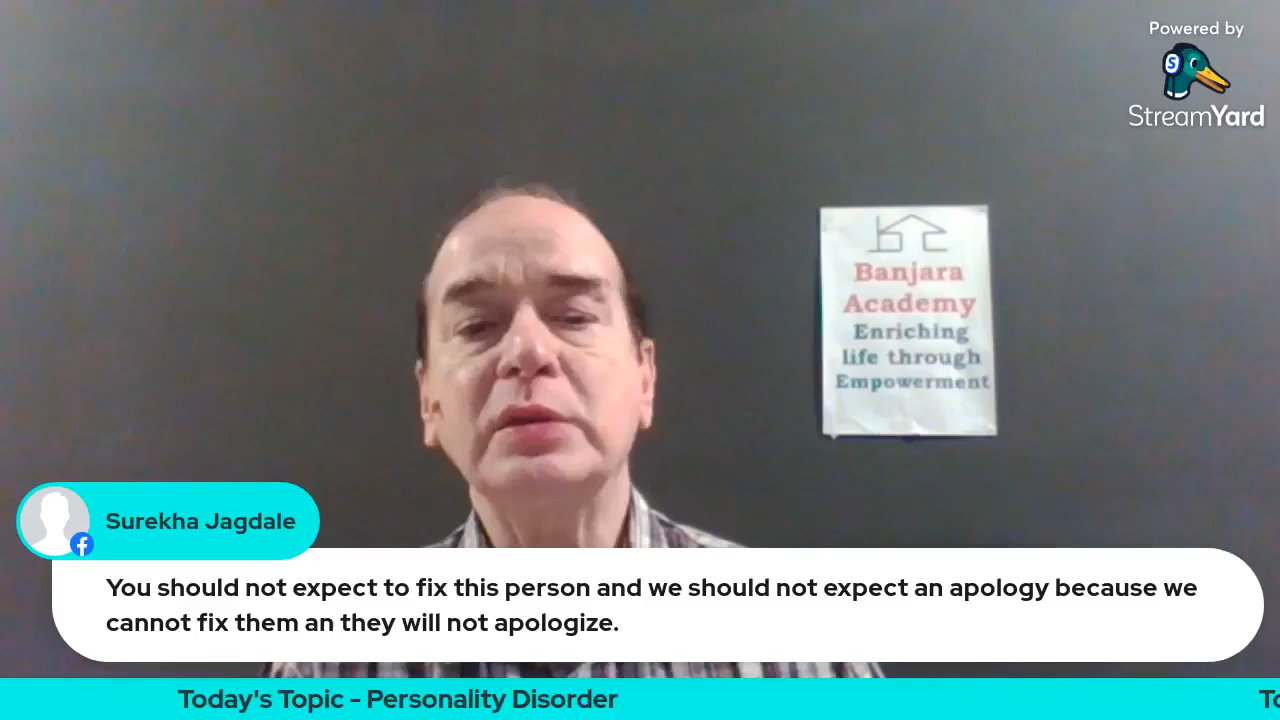 Powered by
S
StreamYard
Banjara
Academy
Enriching
life through
Empowerment
Surekha Jagdale
You should not expect to fix this person and we should not expect an apology because we
cannot fix them an they will not apologize.
Today's Topic - Personality Disorder
To